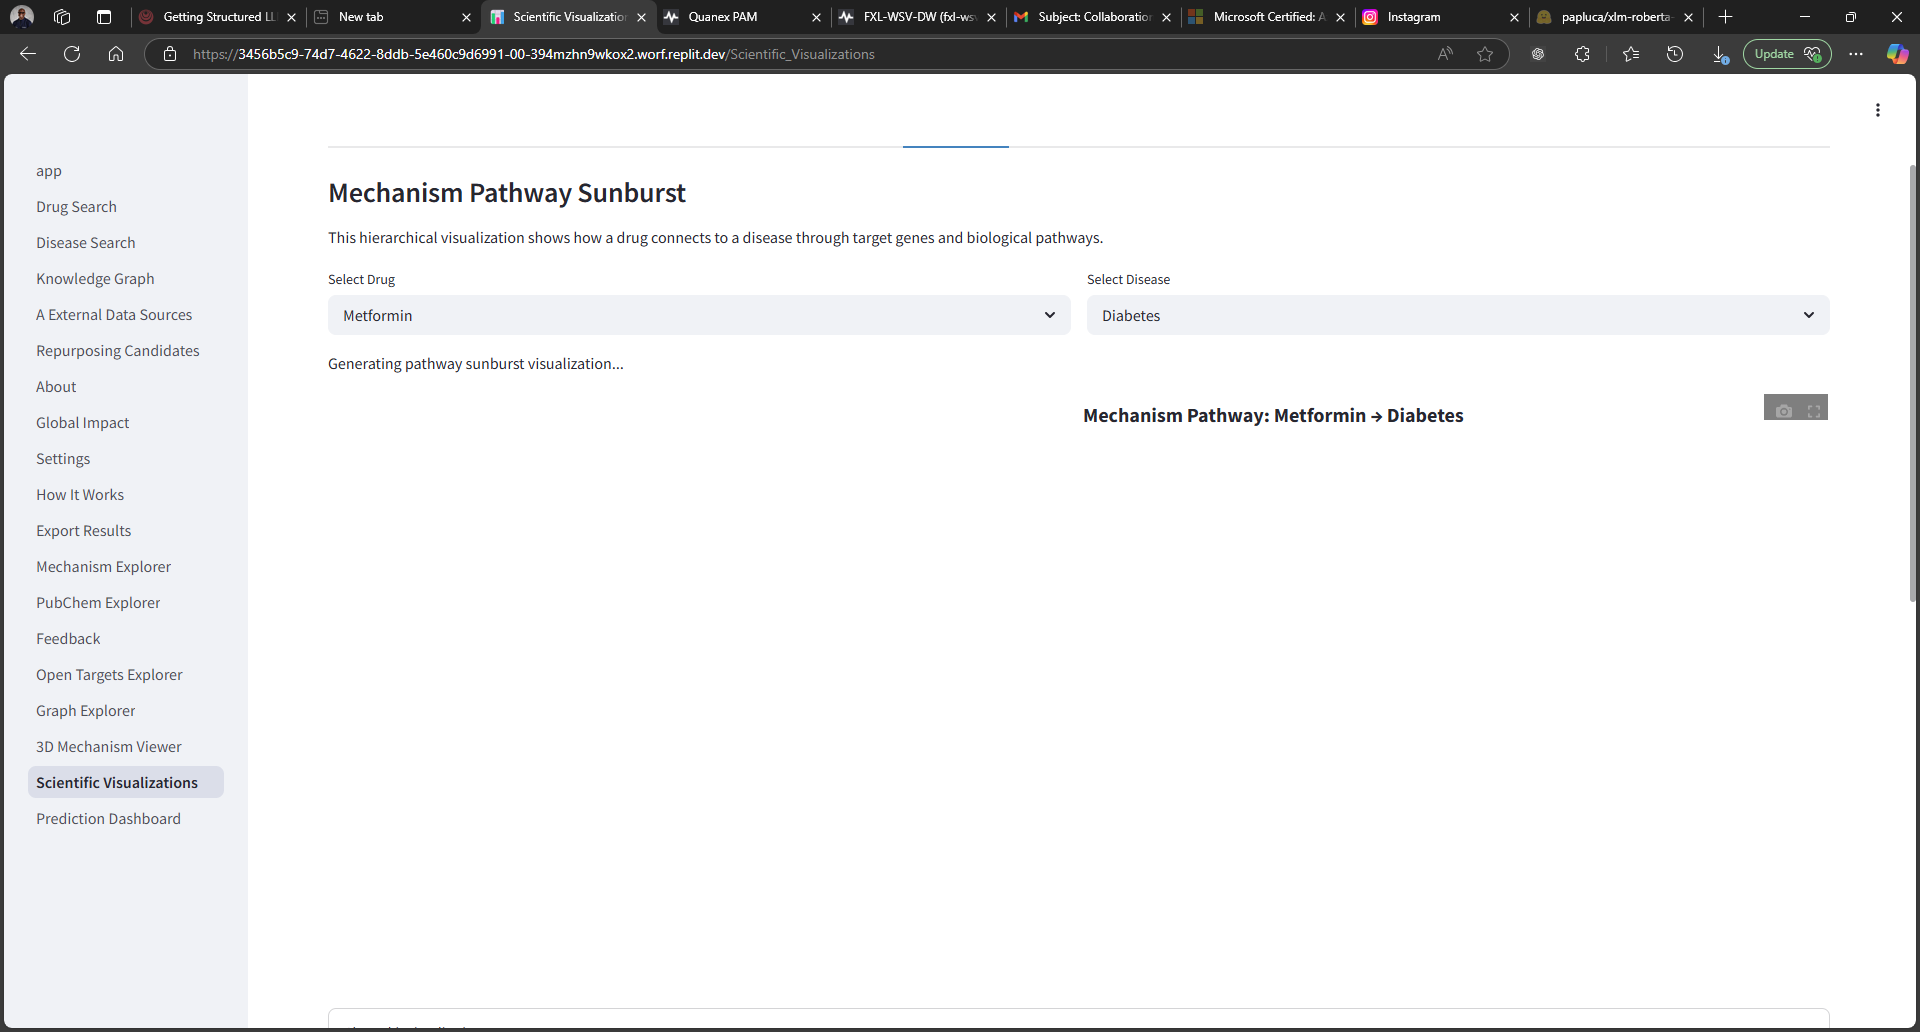 Getting Structured LL
New tab
Scientific Visualization
Quanex PAM
FXL-WSV-DW (fxl-wsv
Subject: Collaboration
Microsoft Certified: A
Instagram
papluca/xlm-roberta-
https://3456b5c9-74d7-4622-8ddb-5e460c9d6991-00-394mzhn9wkox2.worf.replit.dev/Scientific_Visualizations
Update
app
Drug Search
Disease Search
Knowledge Graph
A External Data Sources
Repurposing Candidates
About
Global Impact
Settings
How It Works
Export Results
Mechanism Explorer
PubChem Explorer
Feedback
Open Targets Explorer
Graph Explorer
3D Mechanism Viewer
Scientific Visualizations
Prediction Dashboard
Mechanism Pathway Sunburst
This hierarchical visualization shows how a drug connects to a disease through target genes and biological pathways.
Select Drug
Select Disease
Metformin
Diabetes
Generating pathway sunburst visualization...
Mechanism Pathway: Metformin → Diabetes